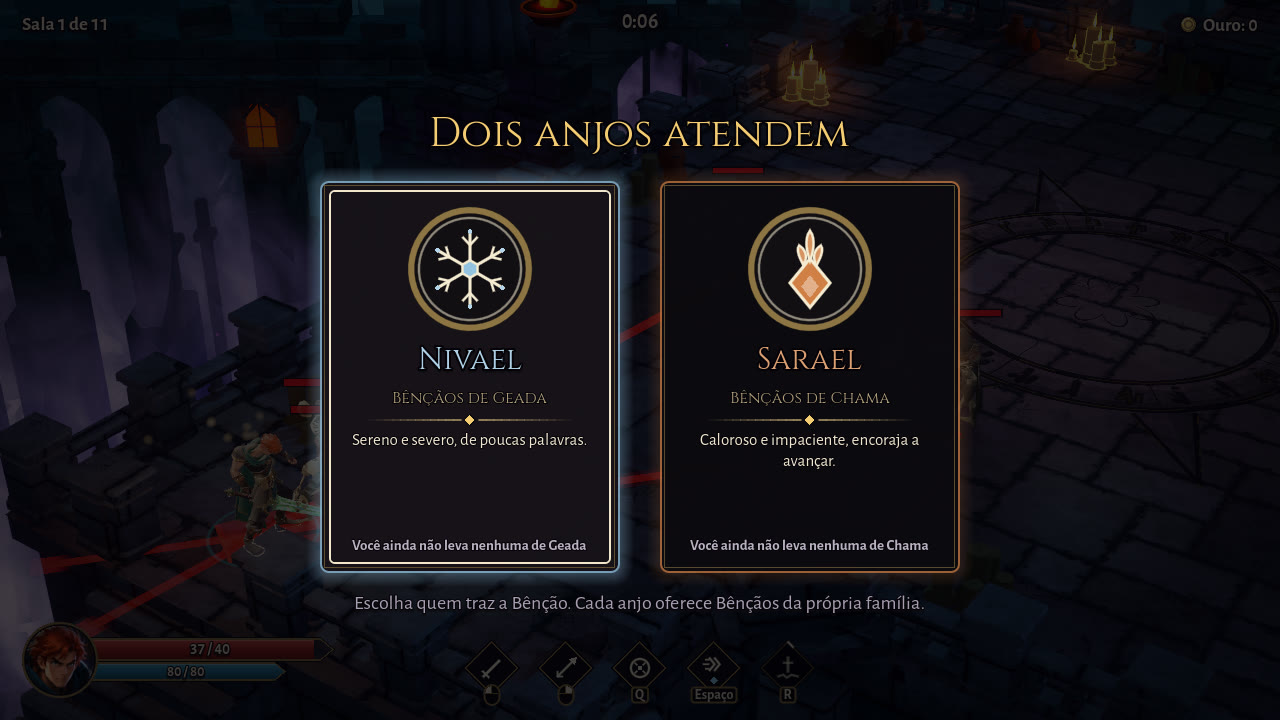 Sala 1 de 11
0:06
Ouro: 0
Dois anjos atendem
Nivael
Bênçãos de Geada
Sereno e severo, de poucas palavras.
Você ainda não leva nenhuma de Geada
Sarael
Bênçãos de Chama
Caloroso e impaciente, encoraja a
avançar.
Você ainda não leva nenhuma de Chama
Escolha quem traz a Bênção. Cada anjo oferece Bênçãos da própria família.
37 / 40
80 / 80
Q
Espaço
R